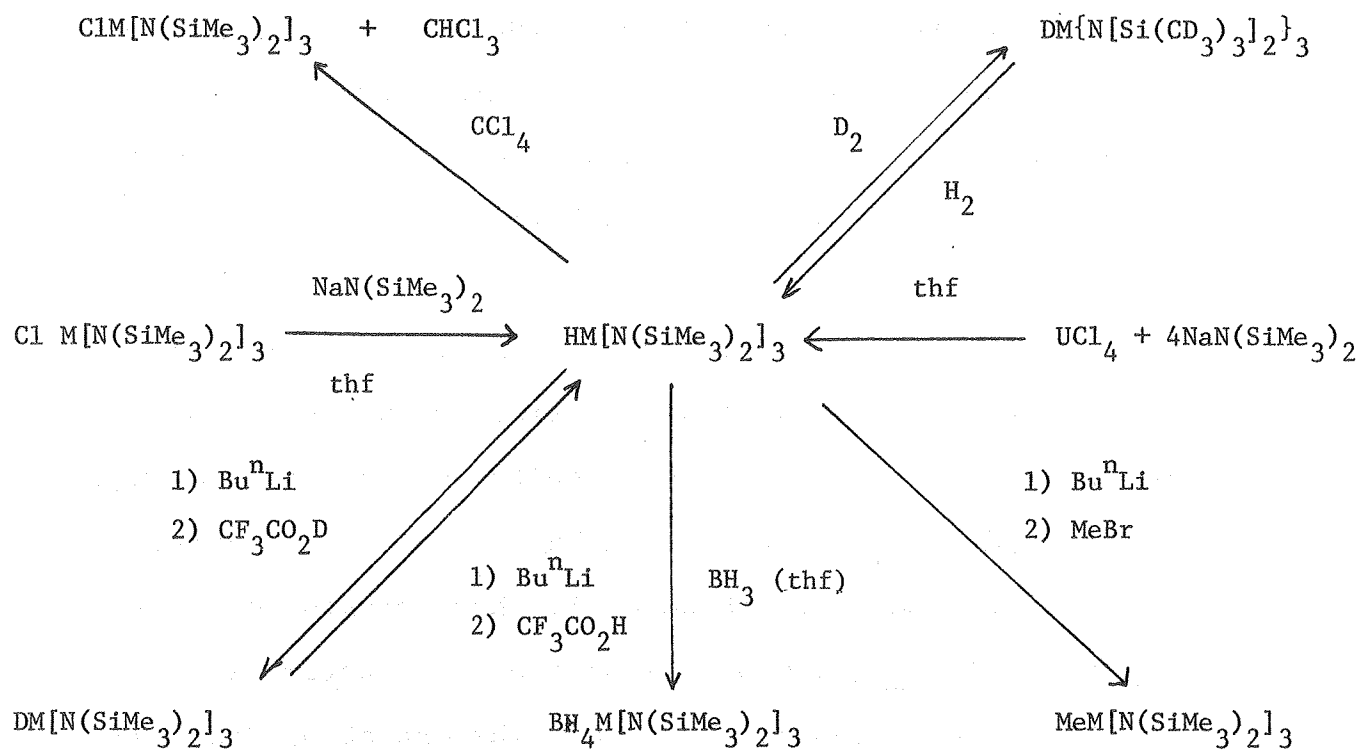 ClM[N(SiMe3)2]3 + CHCl3
DM{N[Si(CD3)3]2}3
CCl4
D2
H2
NaN(SiMe3)2
thf
Cl M[N(SiMe3)2]3
HM[N(SiMe3)2]3
UCl4 + 4NaN(SiMe3)2
thf
1) BunLi
2) CF3CO2D
1) BunLi
2) CF3CO2H
BH3 (thf)
1) BunLi
2) MeBr
DM[N(SiMe3)2]3
BH4M[N(SiMe3)2]3
MeM[N(SiMe3)2]3